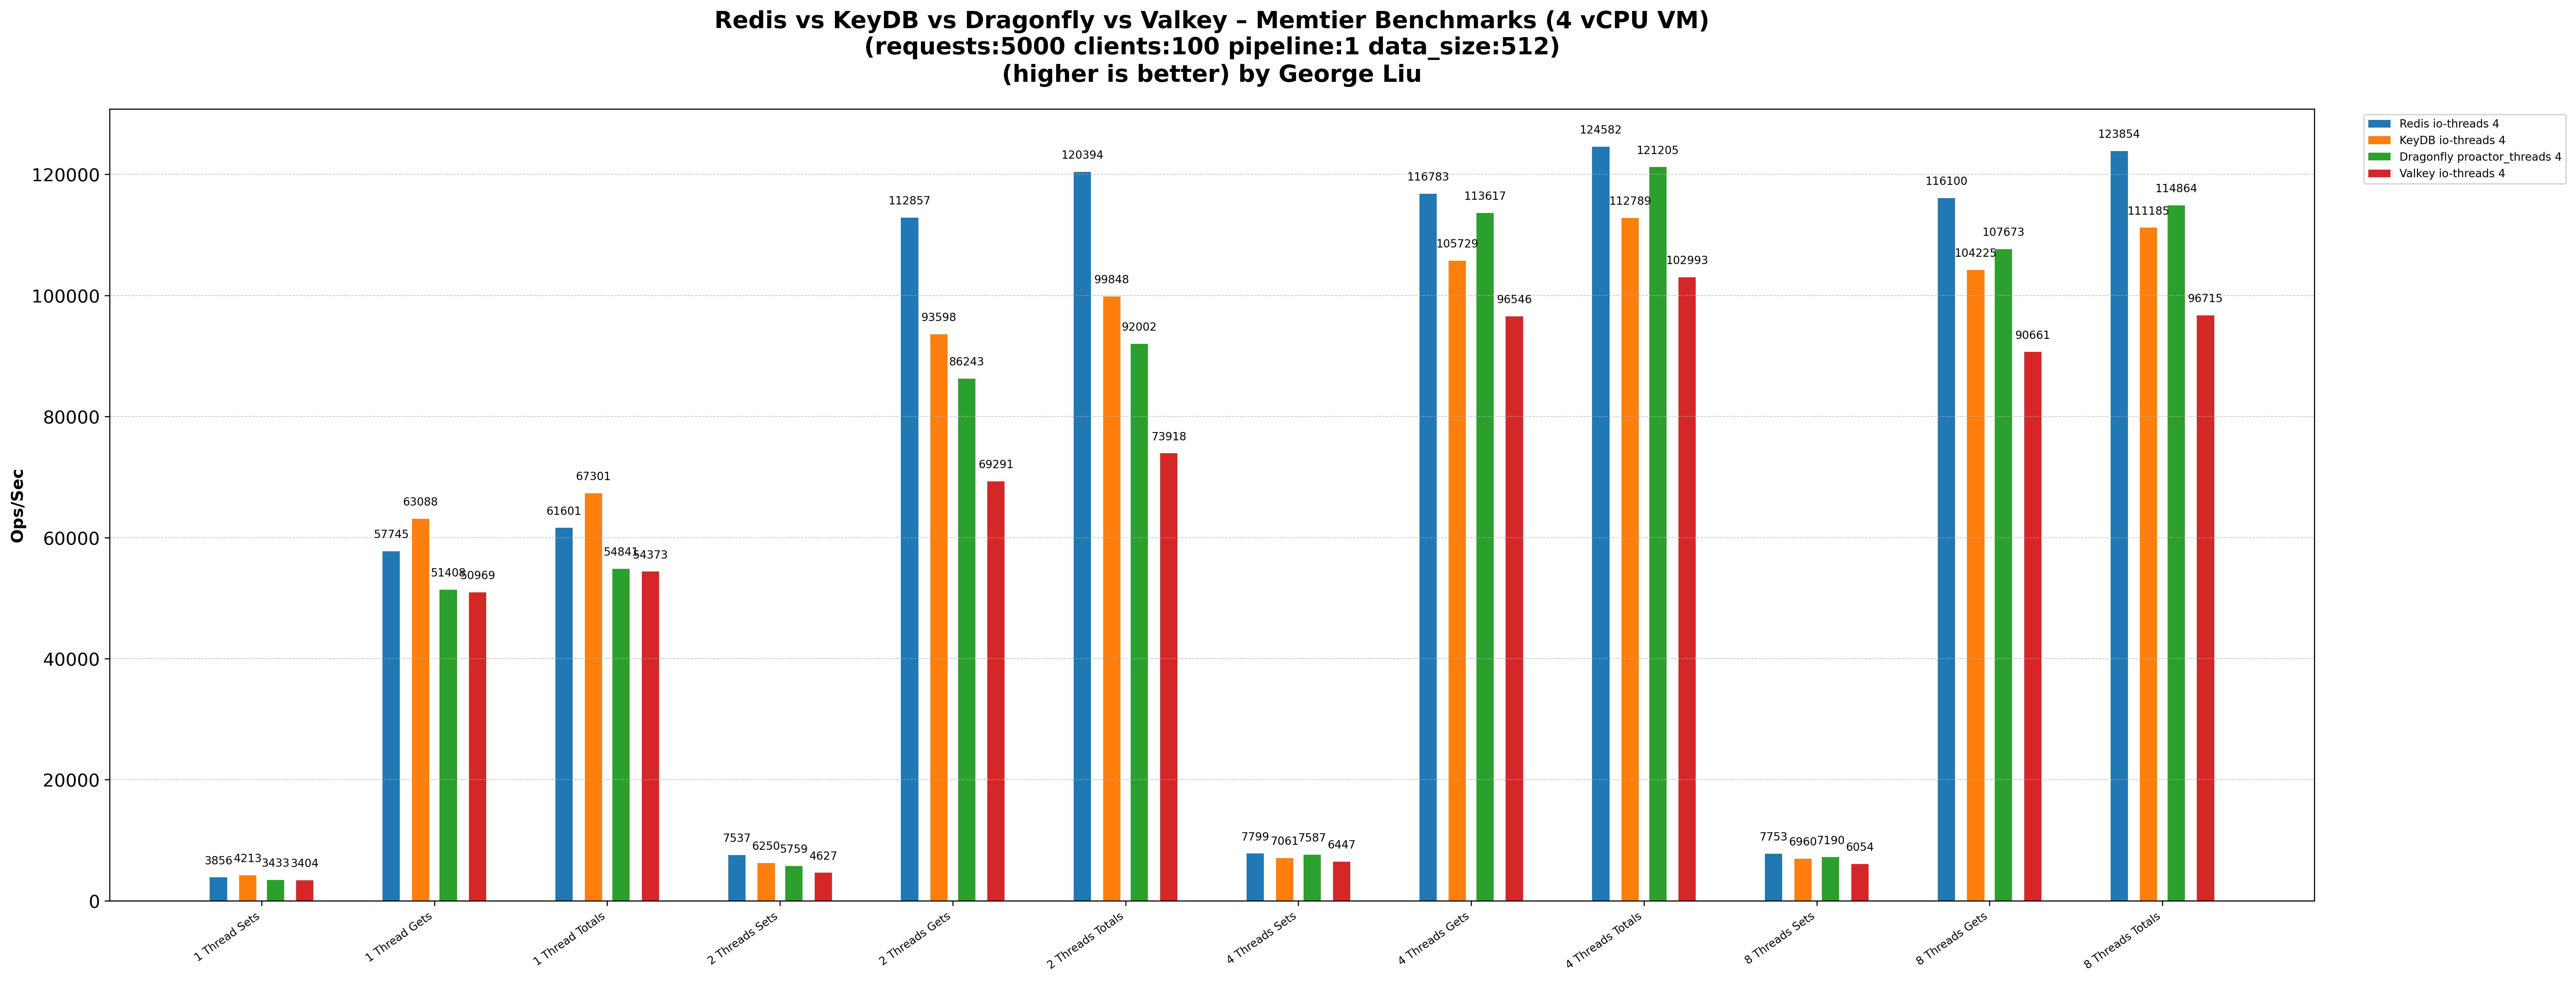 Redis vs KeyDB vs Dragonfly vs Valkey – Memtier Benchmarks (4 vCPU VM)
(requests:5000 clients:100 pipeline:1 data_size:512)
(higher is better) by George Liu
Redis io-threads 4
KeyDB io-threads 4
Dragonfly proactor_threads 4
Valkey io-threads 4
Ops/Sec
120000
100000
80000
60000
40000
20000
0
3856 4213 3433 3404
57745 63088 51408 50969
61601 67301 54841 54373
7537 6250 5759 4627
112857 93598 86243 69291
120394 99848 92002 73918
7799 7061 7587 6447
116783 105729 113617 96546
124582 112789 121205 102993
7753 6960 7190 6054
116100 104225 107673 90661
123854 111185 114864 96715
1 Thread Sets
1 Thread Gets
1 Thread Totals
2 Threads Sets
2 Threads Gets
2 Threads Totals
4 Threads Sets
4 Threads Gets
4 Threads Totals
8 Threads Sets
8 Threads Gets
8 Threads Totals